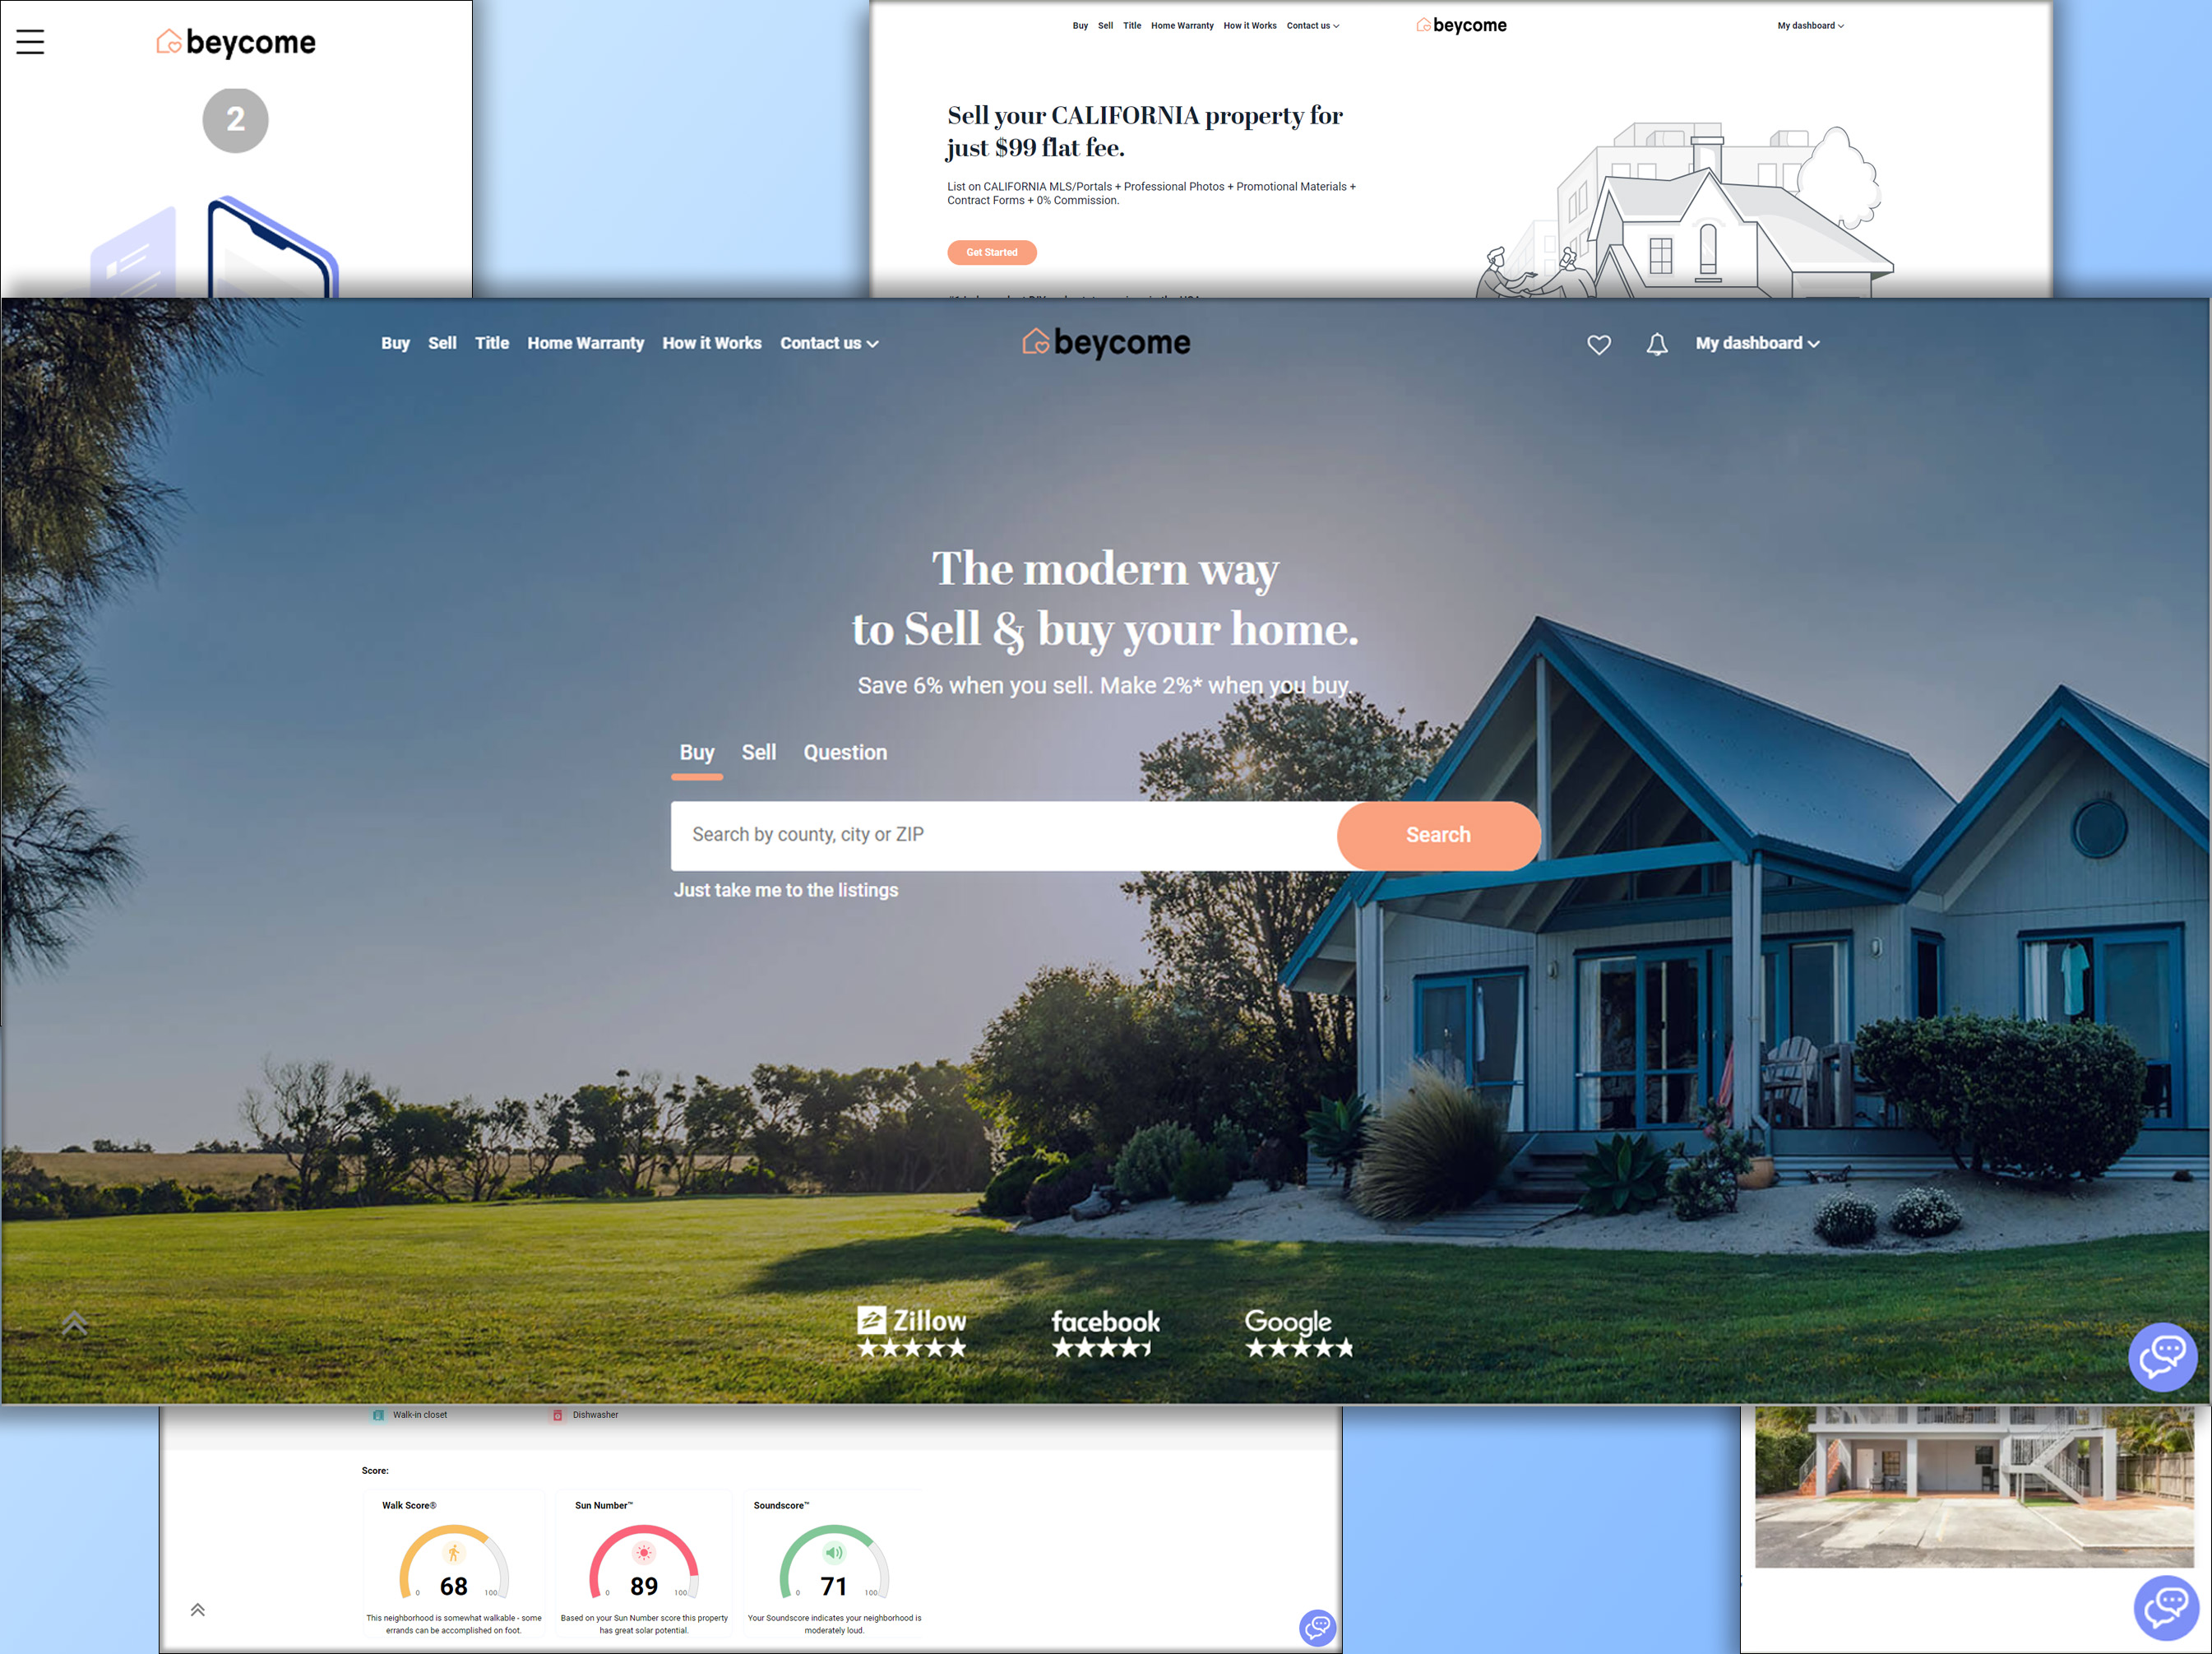 beycome
2
Buy Sell Title Home Warranty How it Works Contact us
beycome
My dashboard
Sell your CALIFORNIA property for
just $99 flat fee.
List on CALIFORNIA MLS/Portals + Professional Photos + Promotional Materials +
Contract Forms + 0% Commission.
Get Started
Buy Sell Title Home Warranty How it Works Contact us
beycome
My dashboard
The modern way
to Sell & buy your home.
Save 6% when you sell. Make 2%* when you buy.
Buy Sell Question
Search by county, city or ZIP
Search
Just take me to the listings
Zillow
facebook
Google
Walk-in closet
Dishwasher
Score:
Walk Score®
0 68 100
This neighborhood is somewhat walkable - some
errands can be accomplished on foot.
Sun Number™
0 89 100
Based on your Sun Number score this property
has great solar potential.
Soundscore™
0 71 100
Your Soundscore indicates your neighborhood is
moderately loud.